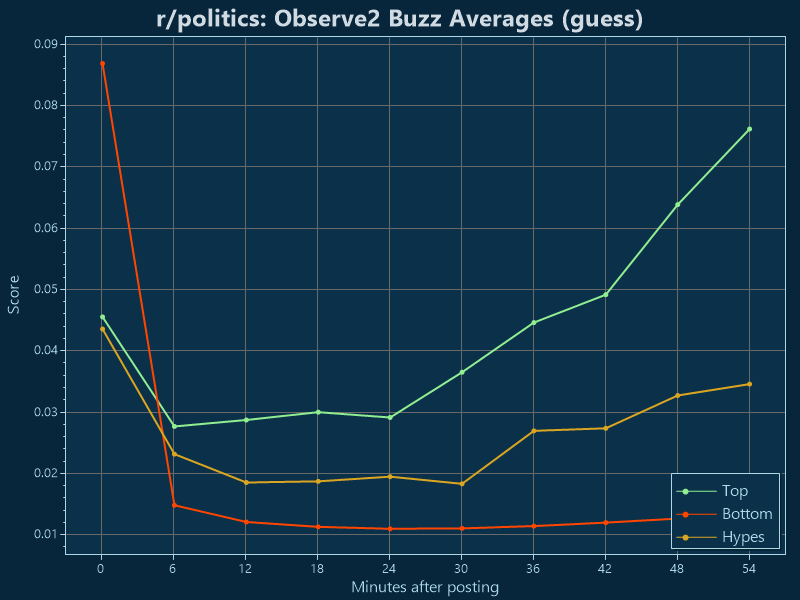 r/politics: Observe2 Buzz Averages (guess)
0.09
0.08
0.07
0.06
0.05
0.04
0.03
0.02
0.01
Score
Top
Bottom
Hypes
0 6 12 18 24 30 36 42 48 54
Minutes after posting